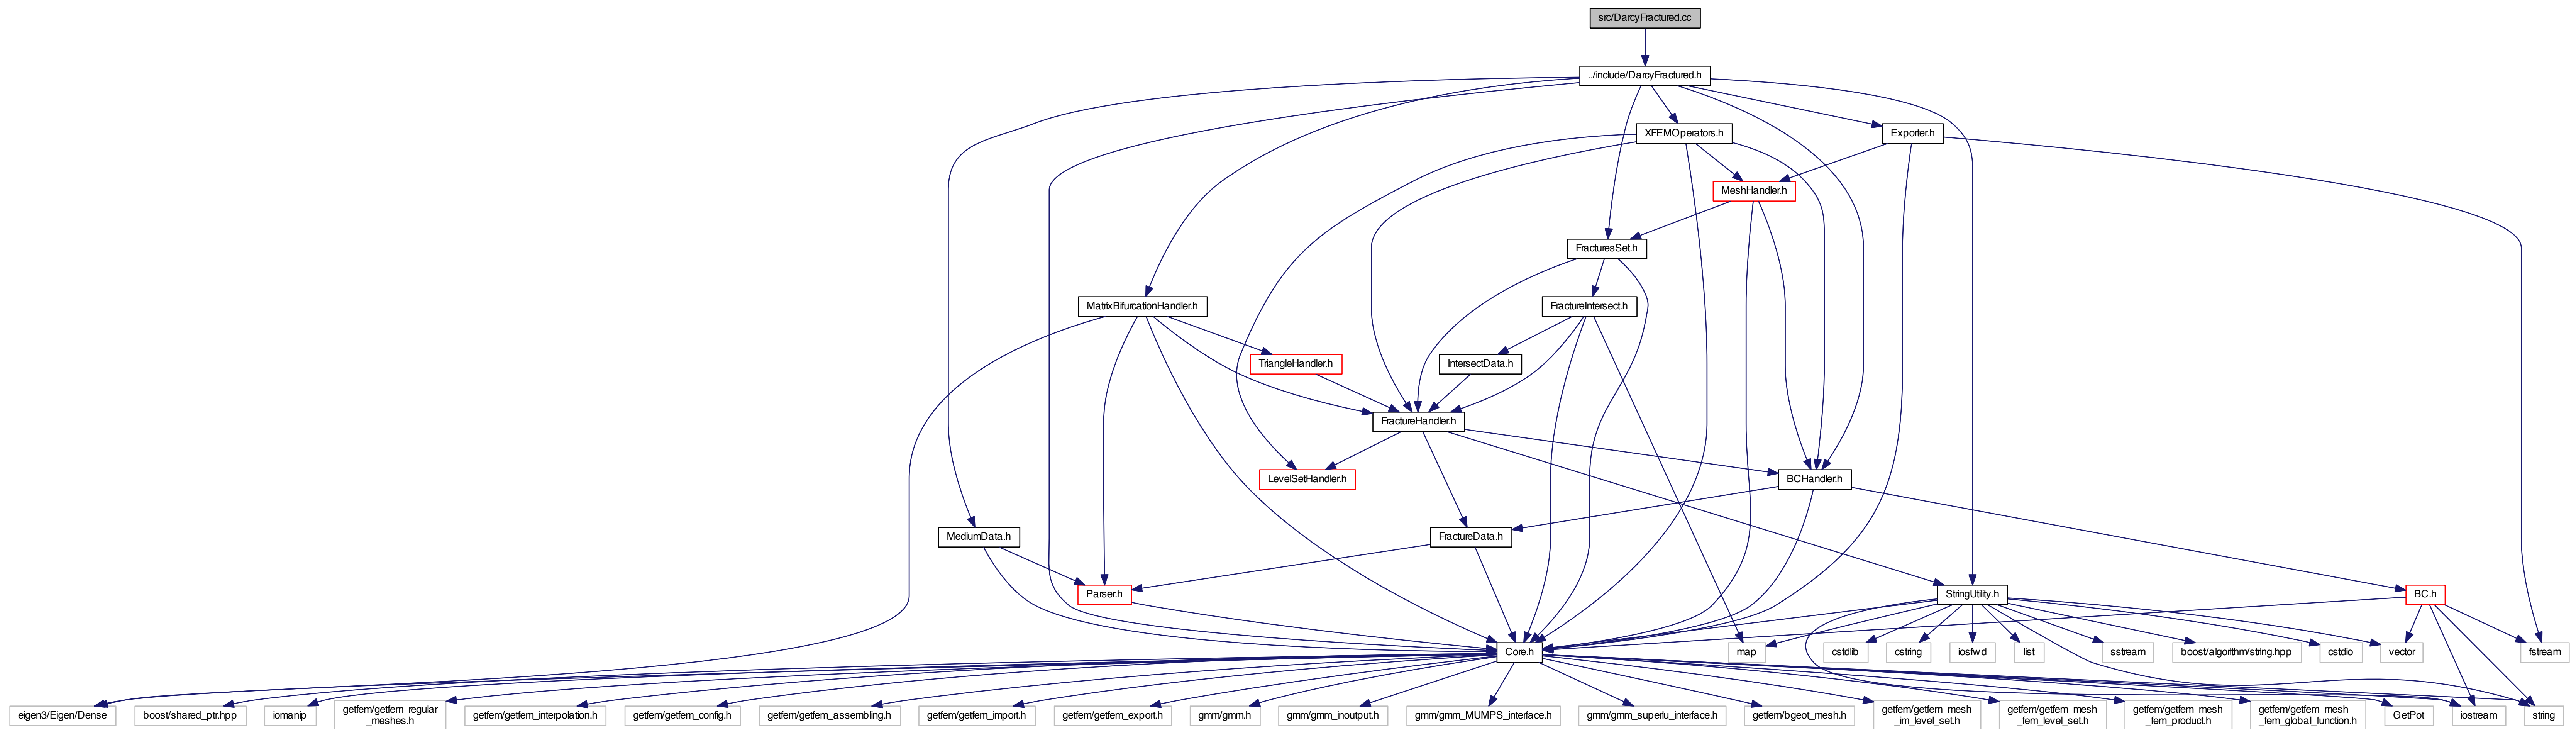 src/DarcyFractured.cc
../include/DarcyFractured.h
XFEMOperators.h
Exporter.h
MeshHandler.h
FracturesSet.h
MatrixBifurcationHandler.h
FractureIntersect.h
TriangleHandler.h
IntersectData.h
FractureHandler.h
LevelSetHandler.h
BCHandler.h
MediumData.h
FractureData.h
Parser.h
StringUtility.h
BC.h
Core.h
map
cstdlib
cstring
iosfwd
list
sstream
boost/algorithm/string.hpp
cstdio
vector
fstream
eigen3/Eigen/Dense
boost/shared_ptr.hpp
iomanip
getfem/getfem_regular
_meshes.h
getfem/getfem_interpolation.h
getfem/getfem_config.h
getfem/getfem_assembling.h
getfem/getfem_import.h
getfem/getfem_export.h
gmm/gmm.h
gmm/gmm_inoutput.h
gmm/gmm_MUMPS_interface.h
gmm/gmm_superlu_interface.h
getfem/bgeot_mesh.h
getfem/getfem_mesh
_im_level_set.h
getfem/getfem_mesh
_fem_level_set.h
getfem/getfem_mesh
_fem_product.h
getfem/getfem_mesh
_fem_global_function.h
GetPot
iostream
string